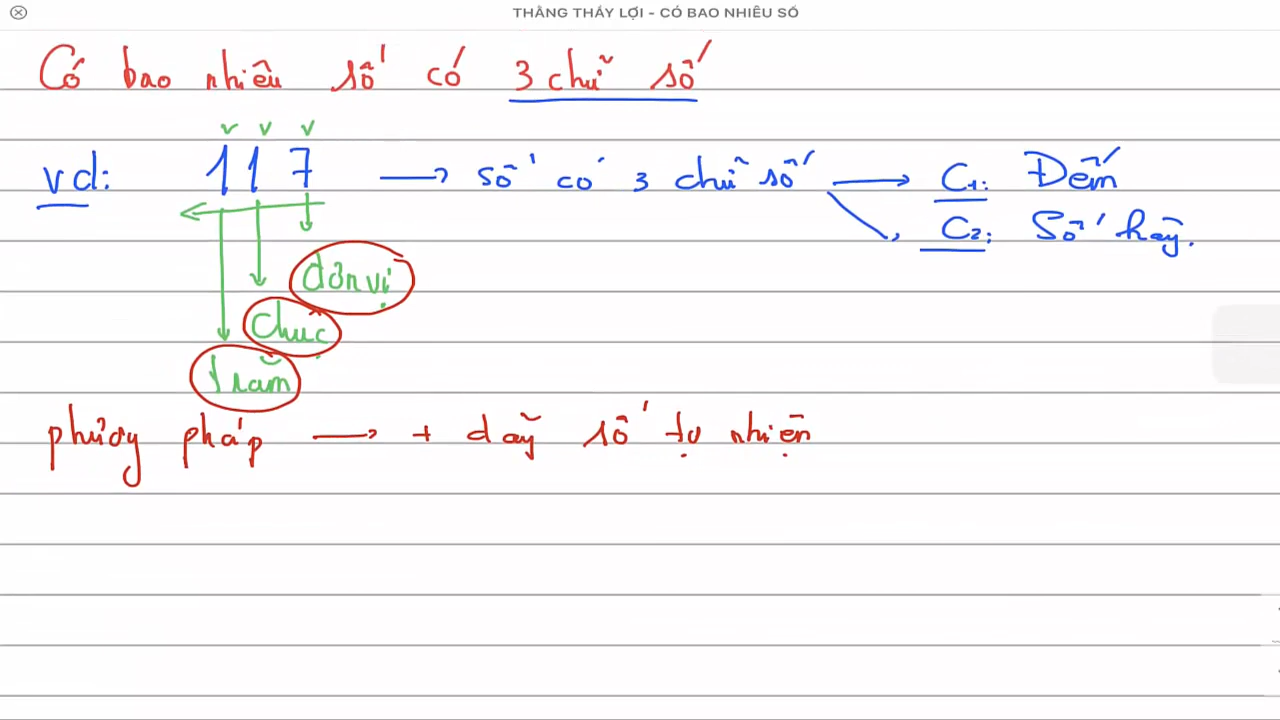 THẰNG THẦY LỢI - CÓ BAO NHIÊU SỐ
Có bao nhiêu số có 3 chữ số
vd: 117 → số có 3 chữ số → C1: Đếm
C2: Số hạng.
đơn vị
chục
trăm
phương pháp → + dãy số tự nhiên